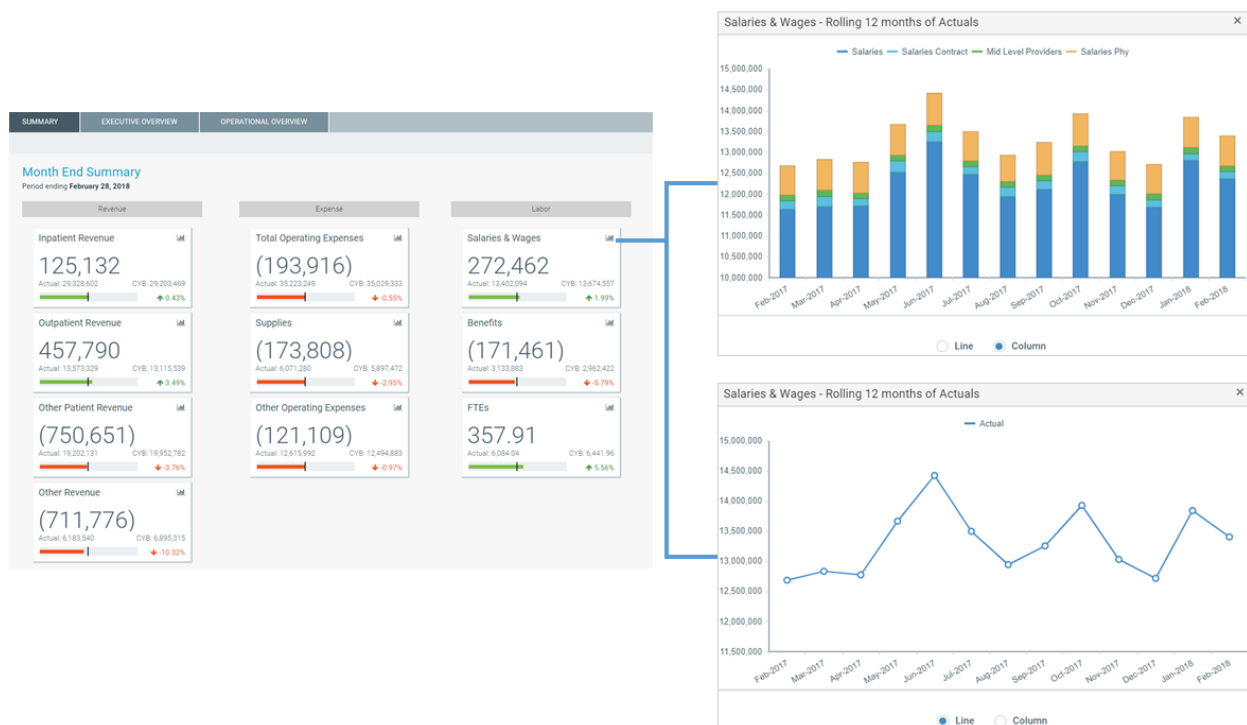 SUMMARY EXECUTIVE OVERVIEW OPERATIONAL OVERVIEW
Month End Summary
Period ending February 28, 2018
Revenue
Inpatient Revenue
125,132
Actual: 29,328,602 CYB: 29,203,469
0.43%
Outpatient Revenue
457,790
Actual: 13,573,329 CYB: 13,115,539
3.49%
Other Patient Revenue
(750,651)
Actual: 19,202,131 CYB: 19,952,782
-3.76%
Other Revenue
(711,776)
Actual: 6,183,540 CYB: 6,895,315
-10.32%
Expense
Total Operating Expenses
(193,916)
Actual: 35,223,249 CYB: 35,029,333
-0.55%
Supplies
(173,808)
Actual: 6,071,280 CYB: 5,897,472
-2.95%
Other Operating Expenses
(121,109)
Actual: 12,615,992 CYB: 12,494,883
-0.97%
Labor
Salaries & Wages
272,462
Actual: 13,402,094 CYB: 13,674,557
1.99%
Benefits
(171,461)
Actual: 3,133,883 CYB: 2,962,422
-5.79%
FTEs
357.91
Actual: 6,084.04 CYB: 6,441.96
5.56%
Salaries & Wages - Rolling 12 months of Actuals
Salaries Salaries Contract Mid Level Providers Salaries Phy
15,000,000
14,500,000
14,000,000
13,500,000
13,000,000
12,500,000
12,000,000
11,500,000
11,000,000
10,500,000
10,000,000
Feb-2017 Mar-2017 Apr-2017 May-2017 Jun-2017 Jul-2017 Aug-2017 Sep-2017 Oct-2017 Nov-2017 Dec-2017 Jan-2018 Feb-2018
Line Column
Salaries & Wages - Rolling 12 months of Actuals
Actual
15,000,000
14,500,000
14,000,000
13,500,000
13,000,000
12,500,000
12,000,000
11,500,000
Feb-2017 Mar-2017 Apr-2017 May-2017 Jun-2017 Jul-2017 Aug-2017 Sep-2017 Oct-2017 Nov-2017 Dec-2017 Jan-2018 Feb-2018
Line Column